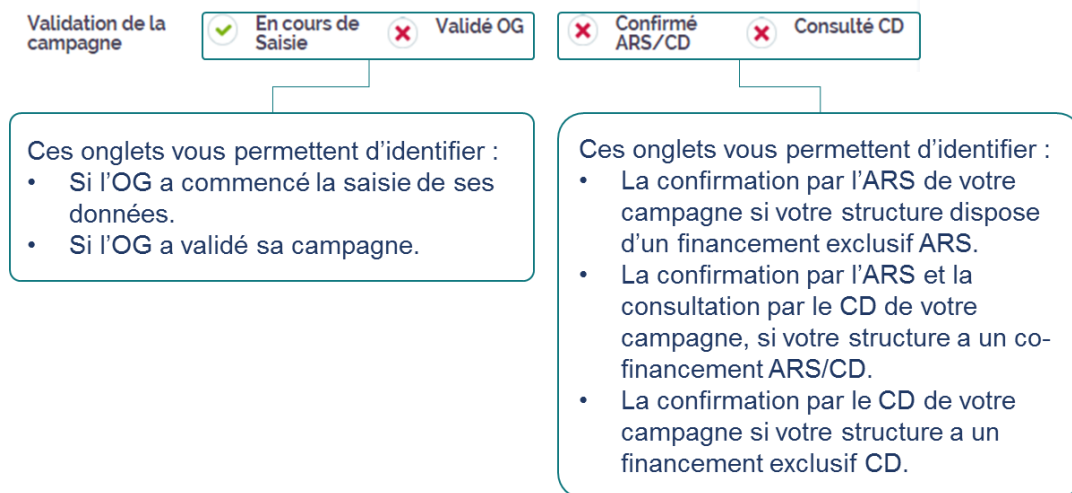 Validation de la campagne
En cours de Saisie
Validé OG
Confirmé ARS/CD
Consulté CD
Ces onglets vous permettent d'identifier :
• Si l'OG a commencé la saisie de ses
données.
• Si l'OG a validé sa campagne.
Ces onglets vous permettent d'identifier :
• La confirmation par l'ARS de votre
campagne si votre structure dispose
d'un financement exclusif ARS.
• La confirmation par l'ARS et la
consultation par le CD de votre
campagne, si votre structure a un co-
financement ARS/CD.
• La confirmation par le CD de votre
campagne si votre structure a un
financement exclusif CD.